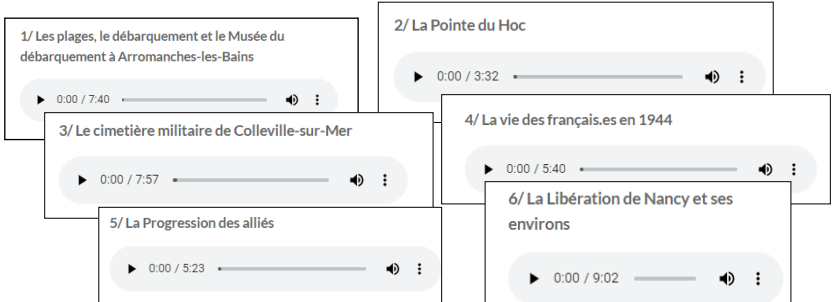 1/ Les plages, le débarquement et le Musée du
débarquement à Arromanches-les-Bains
0:00 / 7:40
2/ La Pointe du Hoc
0:00 / 3:32
3/ Le cimetière militaire de Colleville-sur-Mer
0:00 / 7:57
4/ La vie des français.es en 1944
0:00 / 5:40
5/ La Progression des alliés
0:00 / 5:23
6/ La Libération de Nancy et ses
environs
0:00 / 9:02